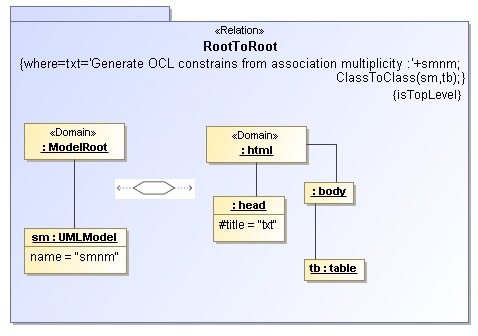 «Relation»
RootToRoot
{where=txt='Generate OCL constrains from association multiplicity :'+smnm;
ClassToClass(sm,tb);}
{isTopLevel}
«Domain»
: ModelRoot
«Domain»
: html
: head
#title = "txt"
: body
sm : UMLModel
name = "smnm"
tb : table